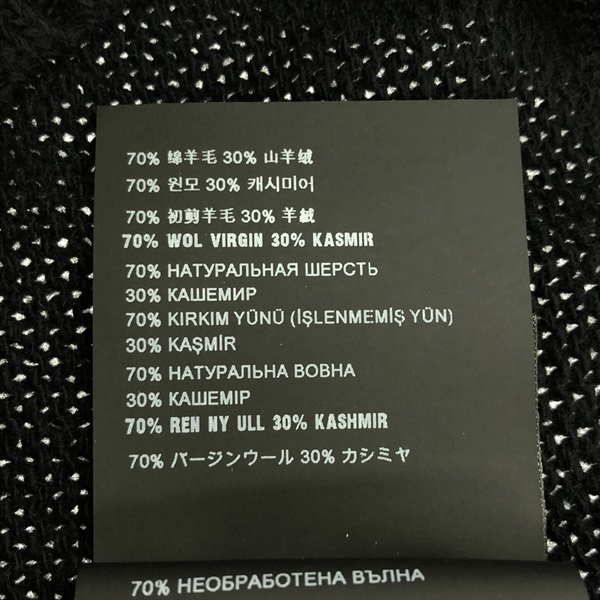 70% 绵羊毛 30% 山羊绒
70% 원모 30% 캐시미어
70% 初剪羊毛 30% 羊絨
70% WOL VIRGIN 30% KASMIR
70% НАТУРАЛЬНАЯ ШЕРСТЬ
30% КАШЕМИР
70% KIRKIM YÜNÜ (İŞLENMEMİŞ YÜN)
30% KAŞMİR
70% НАТУРАЛЬНА ВОВНА
30% КАШЕМІР
70% REN NY ULL 30% KASHMIR
70% バージンウール 30% カシミヤ
70% НЕОБРАБОТЕНА ВЪЛНА